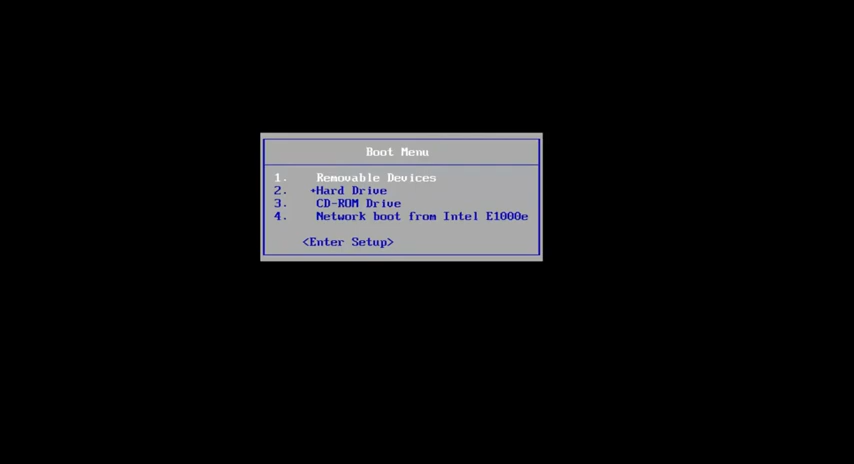 Boot Menu
1. Removable Devices
2. +Hard Drive
3. CD-ROM Drive
4. Network boot from Intel E1000e
<Enter Setup>